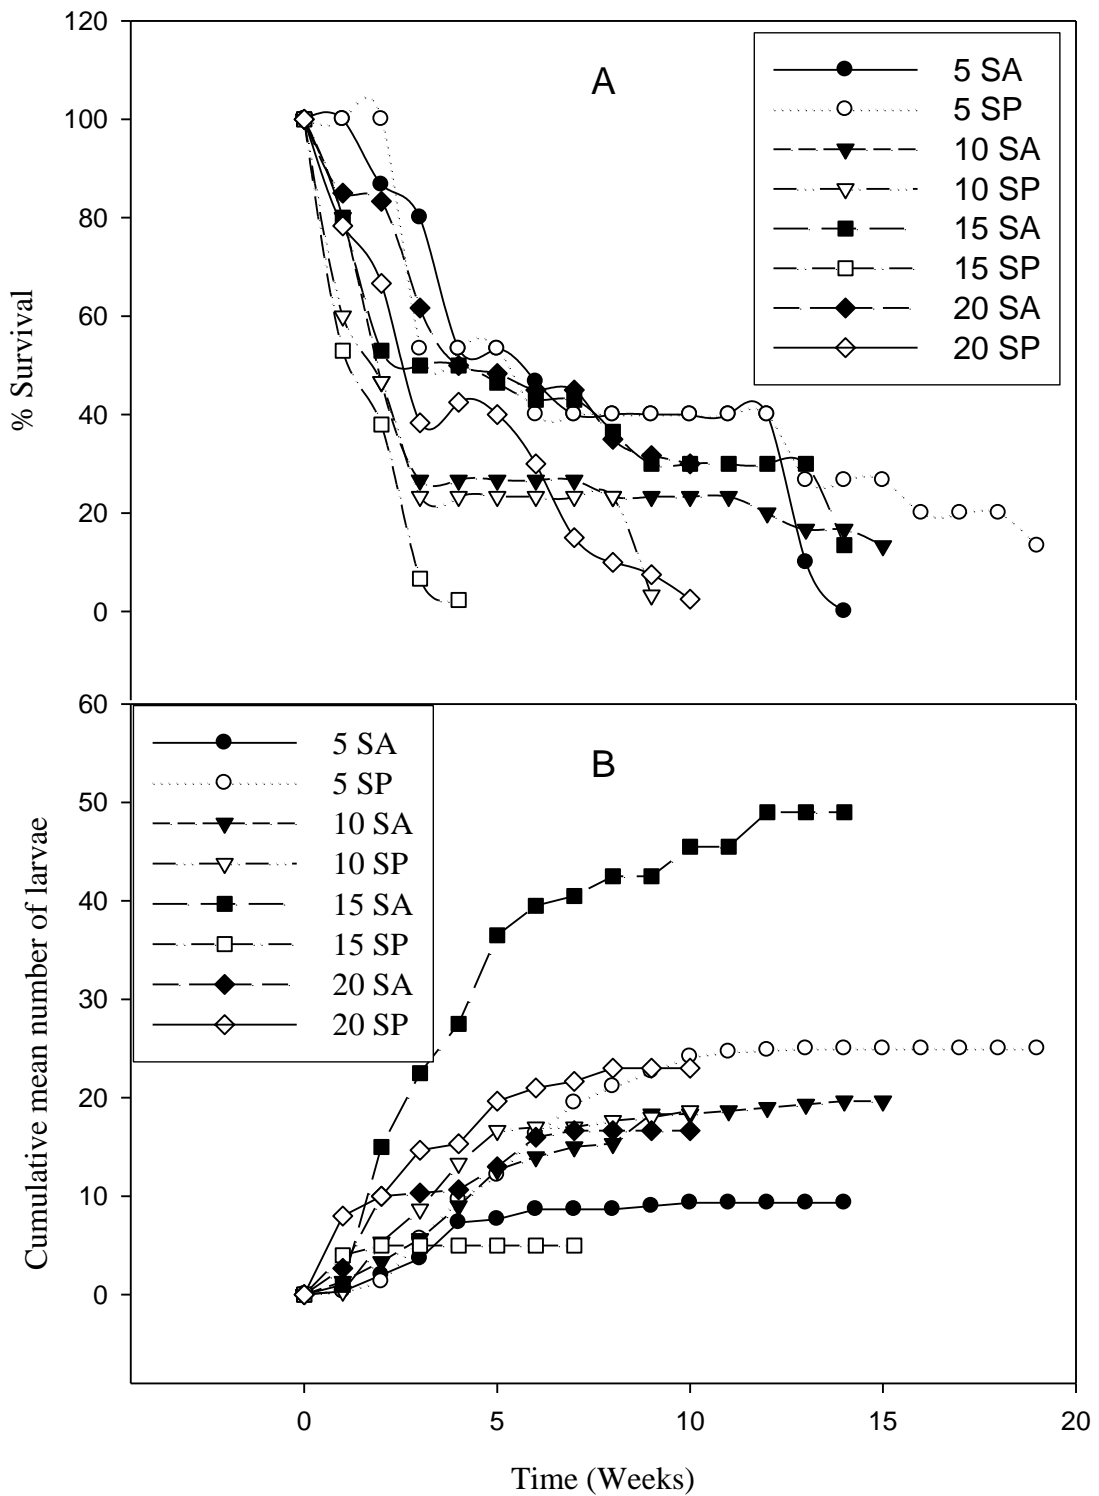 120
100
80
60
40
20
0
% Survival
A
5 SA
5 SP
10 SA
10 SP
15 SA
15 SP
20 SA
20 SP
60
50
40
30
20
10
0
Cumulative mean number of larvae
5 SA
5 SP
10 SA
10 SP
15 SA
15 SP
20 SA
20 SP
B
0 5 10 15 20
Time (Weeks)